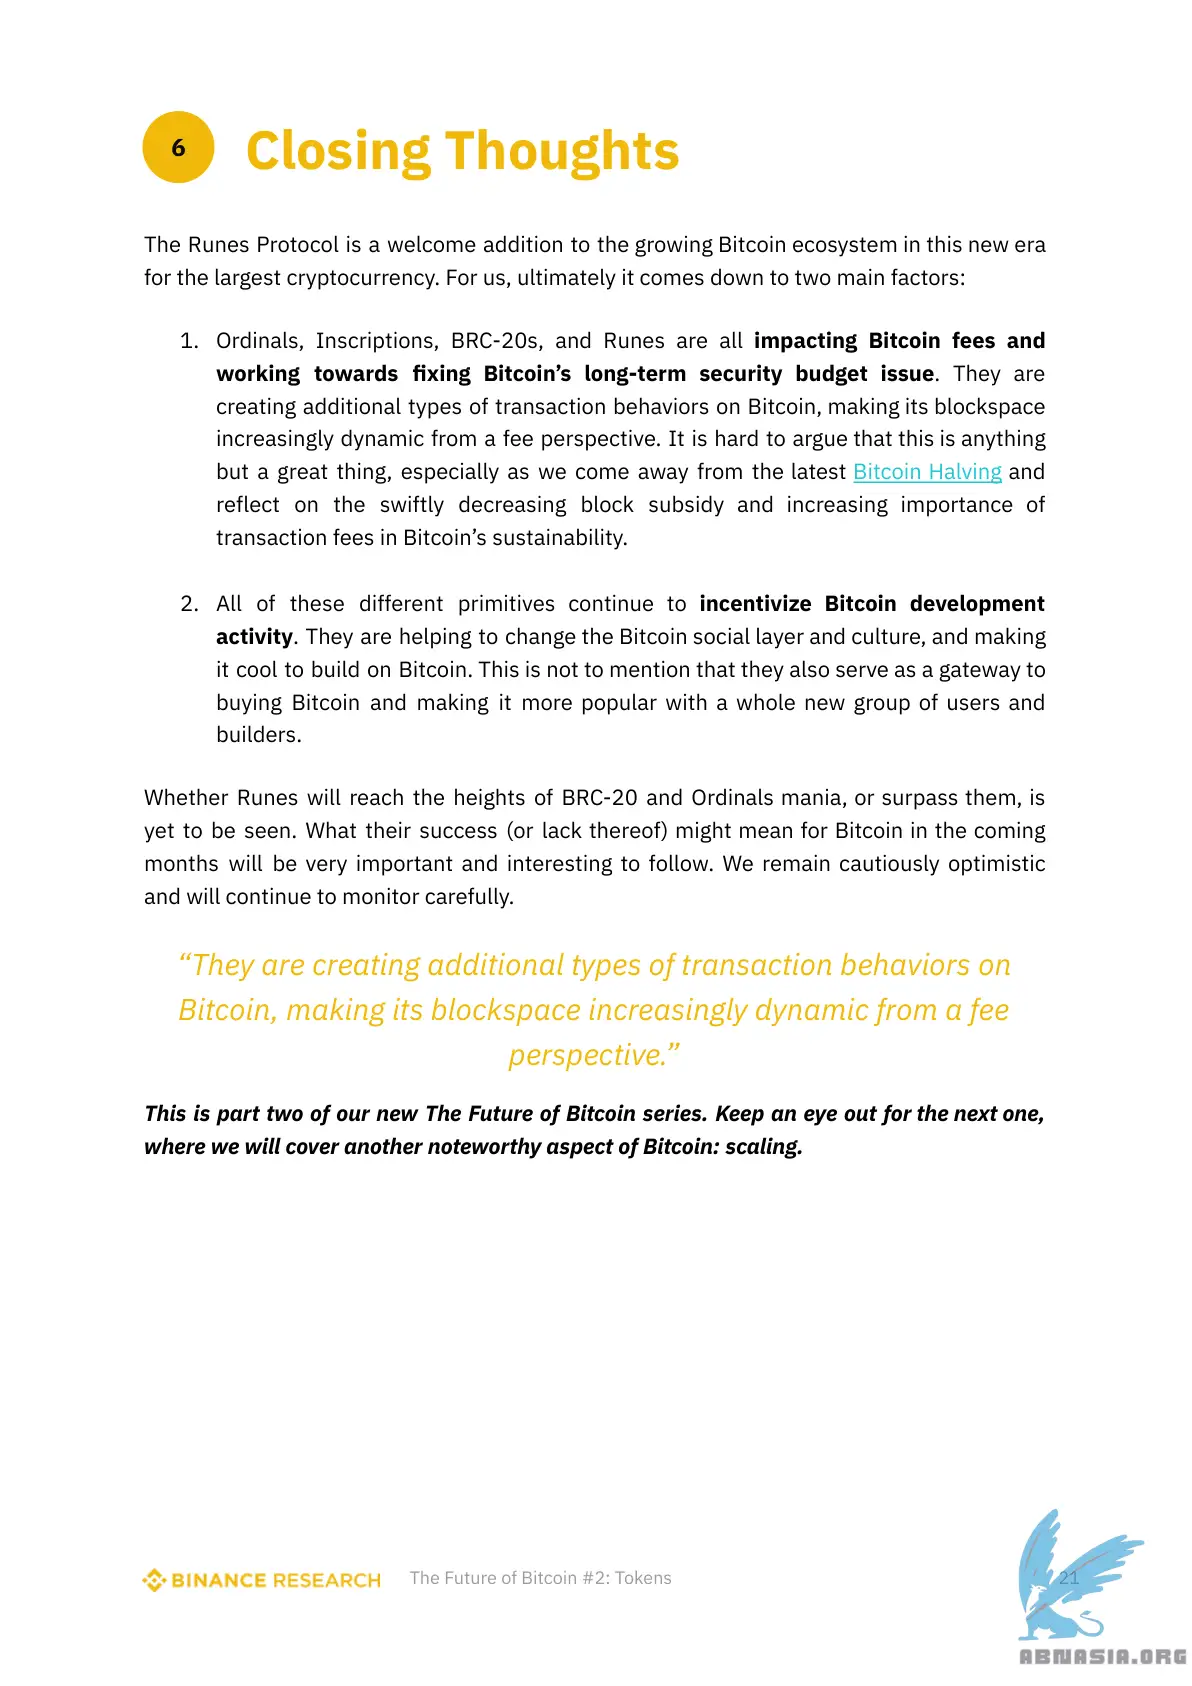 6
Closing Thoughts
The Runes Protocol is a welcome addition to the growing Bitcoin ecosystem in this new era
for the largest cryptocurrency. For us, ultimately it comes down to two main factors:
1. Ordinals, Inscriptions, BRC-20s, and Runes are all impacting Bitcoin fees and
working towards fixing Bitcoin’s long-term security budget issue. They are
creating additional types of transaction behaviors on Bitcoin, making its blockspace
increasingly dynamic from a fee perspective. It is hard to argue that this is anything
but a great thing, especially as we come away from the latest Bitcoin Halving and
reflect on the swiftly decreasing block subsidy and increasing importance of
transaction fees in Bitcoin’s sustainability.
2. All of these different primitives continue to incentivize Bitcoin development
activity. They are helping to change the Bitcoin social layer and culture, and making
it cool to build on Bitcoin. This is not to mention that they also serve as a gateway to
buying Bitcoin and making it more popular with a whole new group of users and
builders.
Whether Runes will reach the heights of BRC-20 and Ordinals mania, or surpass them, is
yet to be seen. What their success (or lack thereof) might mean for Bitcoin in the coming
months will be very important and interesting to follow. We remain cautiously optimistic
and will continue to monitor carefully.
“They are creating additional types of transaction behaviors on
Bitcoin, making its blockspace increasingly dynamic from a fee
perspective.”
This is part two of our new The Future of Bitcoin series. Keep an eye out for the next one,
where we will cover another noteworthy aspect of Bitcoin: scaling.
BINANCE RESEARCH
The Future of Bitcoin #2: Tokens
21
ABNASIA.ORG